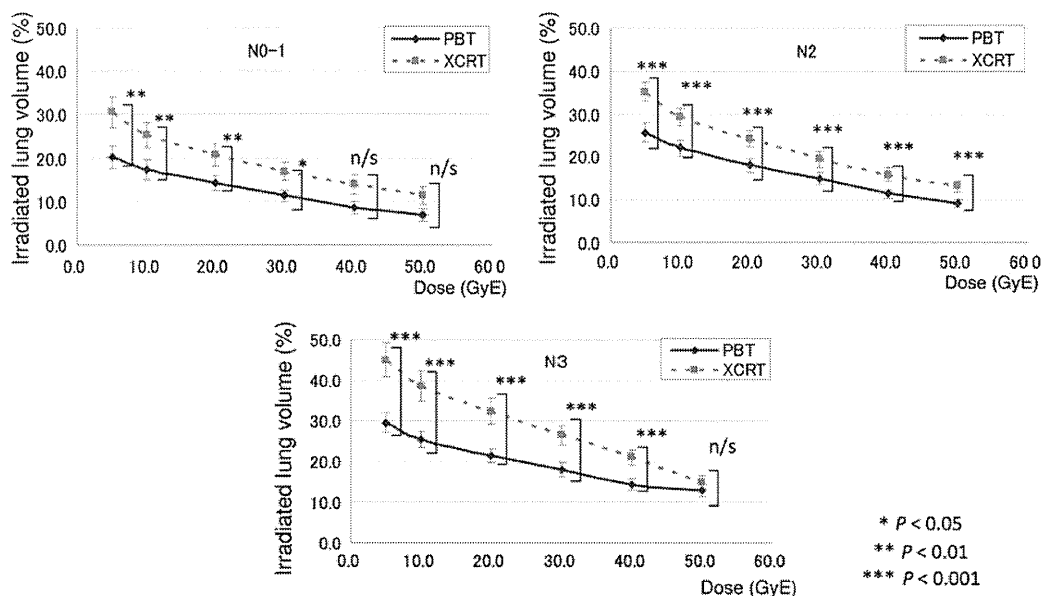 Irradiated lung volume (%)
50.0
40.0
30.0
20.0
10.0
0.0
N0-1
PBT
XCRT
**
**
**
*
n/s
n/s
0.0 10.0 20.0 30.0 40.0 50.0 60 0
Dose (GyE)
Irradiated lung volume (%)
50.0
40.0
30.0
20.0
10.0
0.0
N2
PBT
XCRT
***
***
***
***
***
***
0.0 10.0 20.0 30.0 40.0 50.0 60 0
Dose (GyE)
Irradiated lung volume (%)
50.0
40.0
30.0
20.0
10.0
0.0
N3
PBT
XCRT
***
***
***
***
***
n/s
0.0 10.0 20.0 30.0 40.0 50.0 60.0
Dose (GyE)
* P < 0.05
** P < 0.01
*** P < 0.001